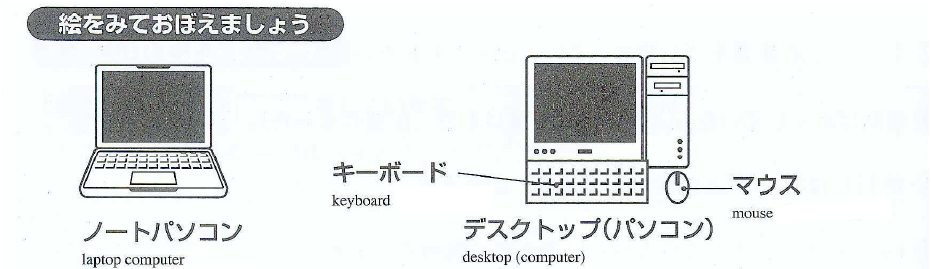 絵をみておぼえましょう
キーボード
keyboard
マウス
mouse
ノートパソコン
laptop computer
デスクトップ(パソコン)
desktop (computer)